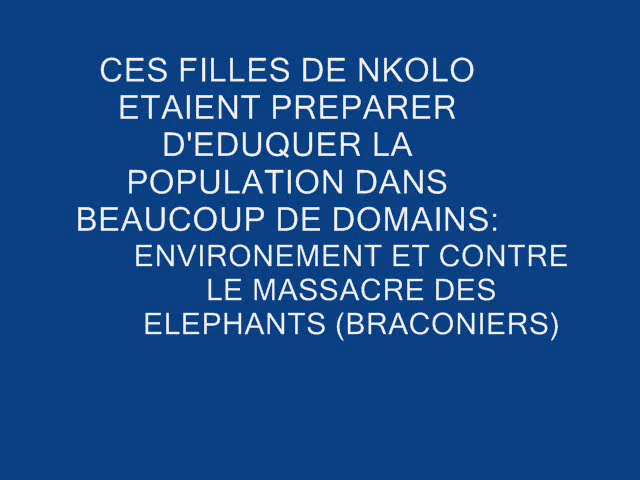 CES FILLES DE NKOLO
ETAIENT PREPARER
D'EDUQUER LA
POPULATION DANS
BEAUCOUP DE DOMAINS:
ENVIRONEMENT ET CONTRE
LE MASSACRE DES
ELEPHANTS (BRACONIERS)